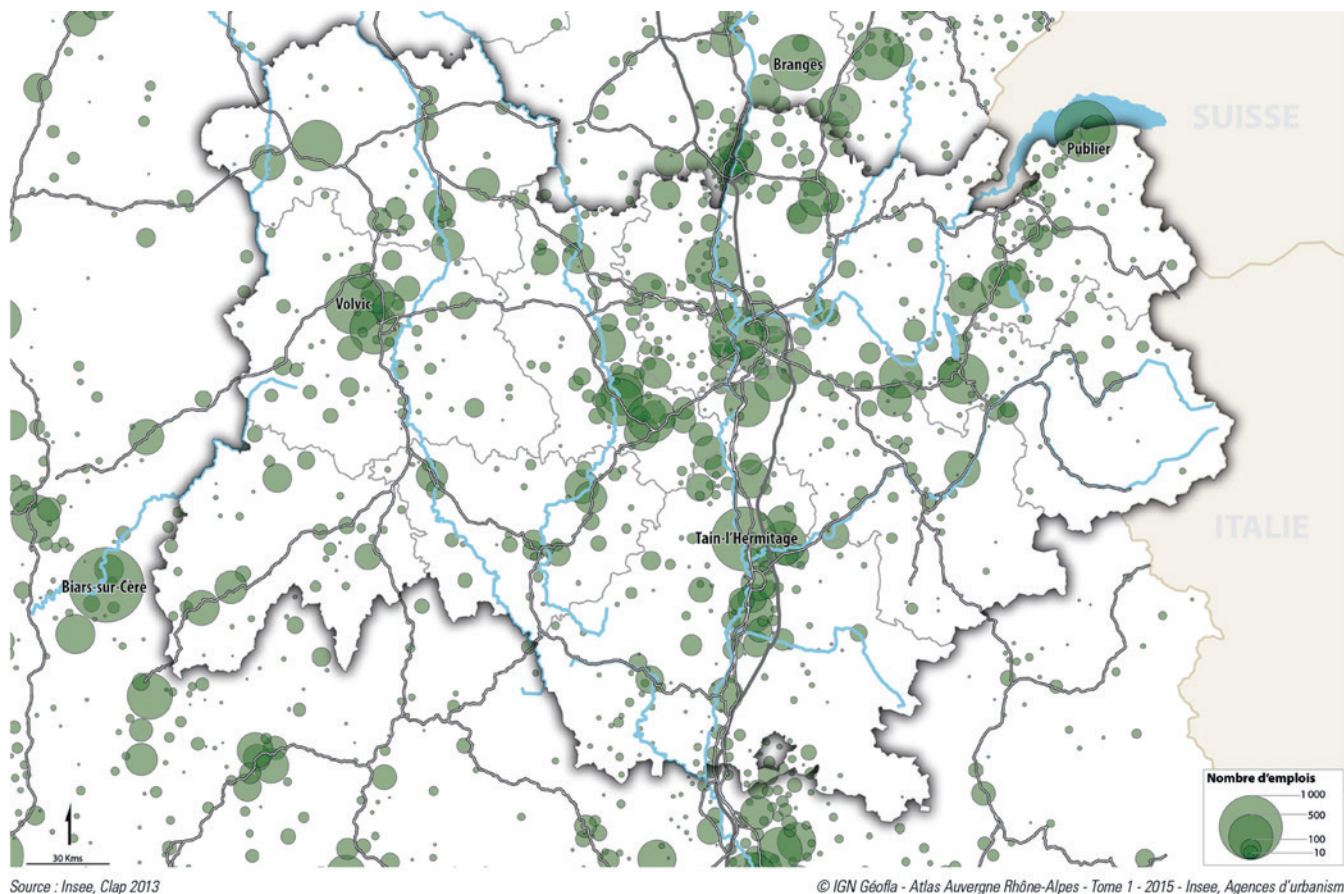 Branges
SUISSE
Publier
Volvic
Tain-l'Hermitage
ITALIE
Biars-sur-Cère
Nombre d'emplois
1 000
500
100
10
30 Kms
Source : Insee, Clap 2013
© IGN Géofla - Atlas Auvergne Rhône-Alpes - Tome 1 - 2015 - Insee, Agences d'urbanism